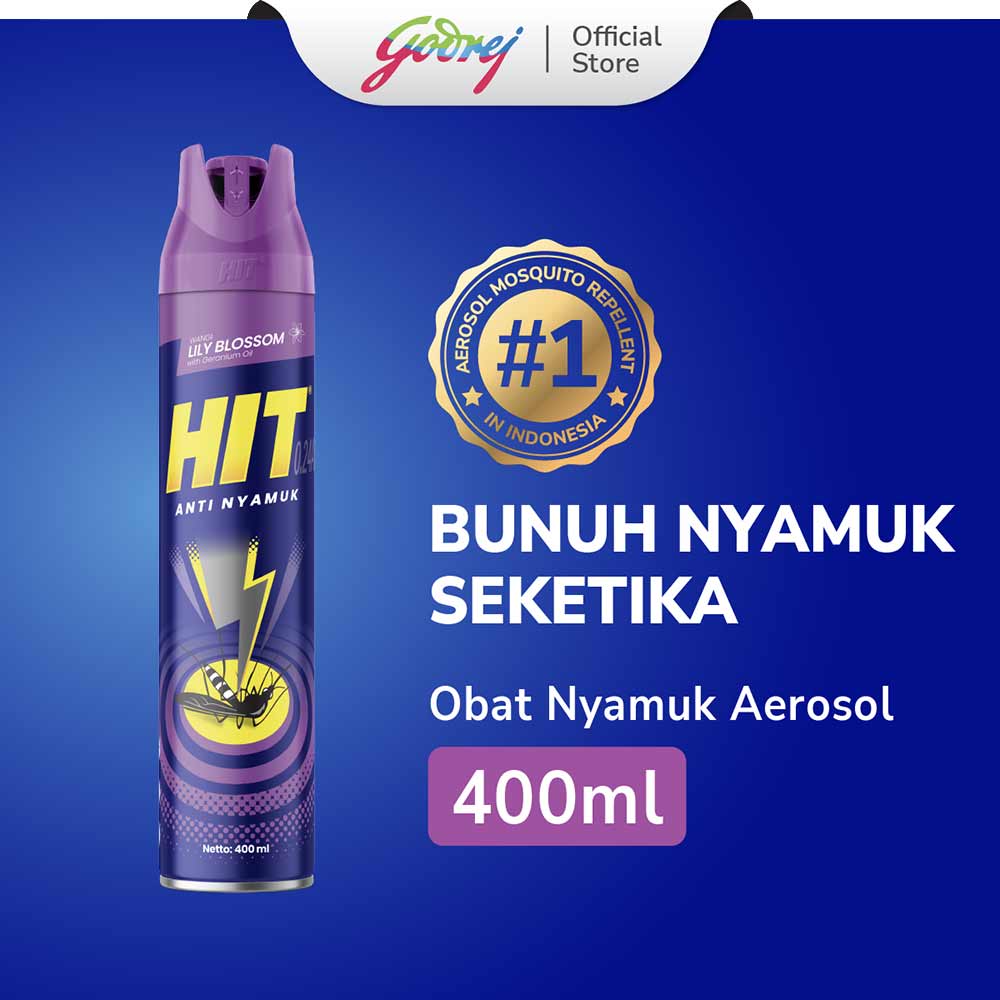 Godrej
Official
Store
HIT
WANGI
LILY BLOSSOM
with Geranium Oil
HIT®
ANTI NYAMUK
Netto: 400 ml
AEROSOL MOSQUITO REPELLENT
#1
IN INDONESIA
BUNUH NYAMUK
SEKETIKA
Obat Nyamuk Aerosol
400ml